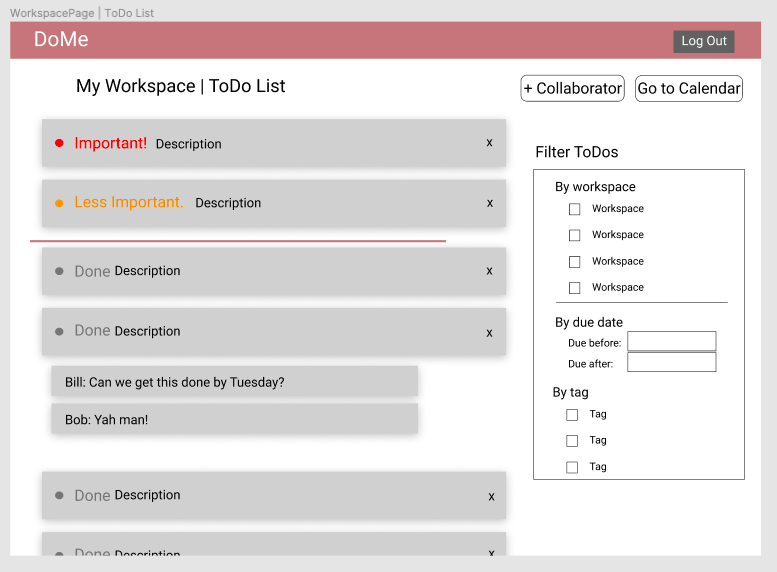 WorkspacePage | ToDo List
DoMe
Log Out
My Workspace | ToDo List
+ Collaborator
Go to Calendar
Important! Description x
Less Important. Description x
Done Description x
Done Description x
Bill: Can we get this done by Tuesday?
Bob: Yah man!
Done Description x
Done Description x
Filter ToDos
By workspace
Workspace
Workspace
Workspace
Workspace
By due date
Due before:
Due after:
By tag
Tag
Tag
Tag